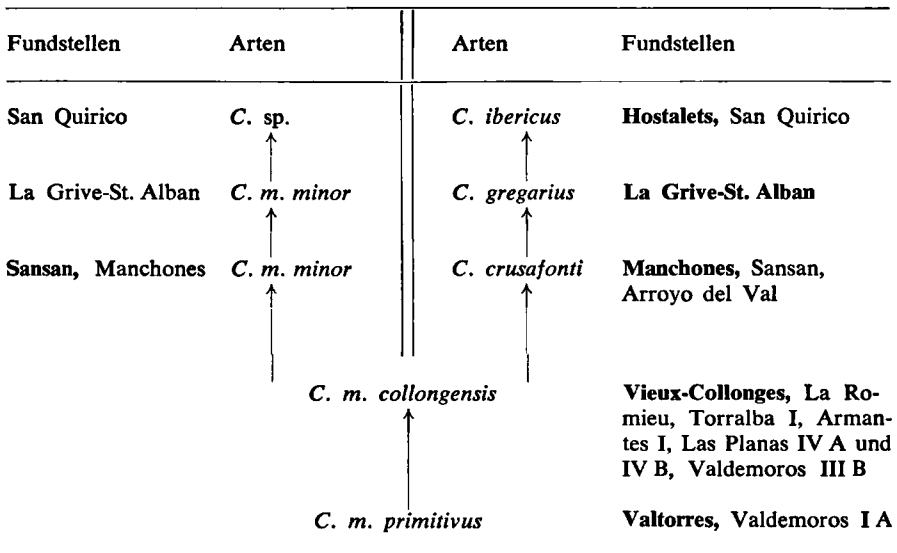 Fundstellen Arten Arten Fundstellen
San Quirico C. sp. C. ibericus Hostalets, San Quirico
La Grive-St. Alban C. m. minor C. gregarius La Grive-St. Alban
Sansan, Manchones C. m. minor C. crusafonti Manchones, Sansan,
Arroyo del Val
C. m. collongensis Vieux-Collonges, La Ro-
mieu, Torralba I, Arman-
tes I, Las Planas IV A und
IV B, Valdemoros III B
C. m. primitivus Valtorres, Valdemoros I A